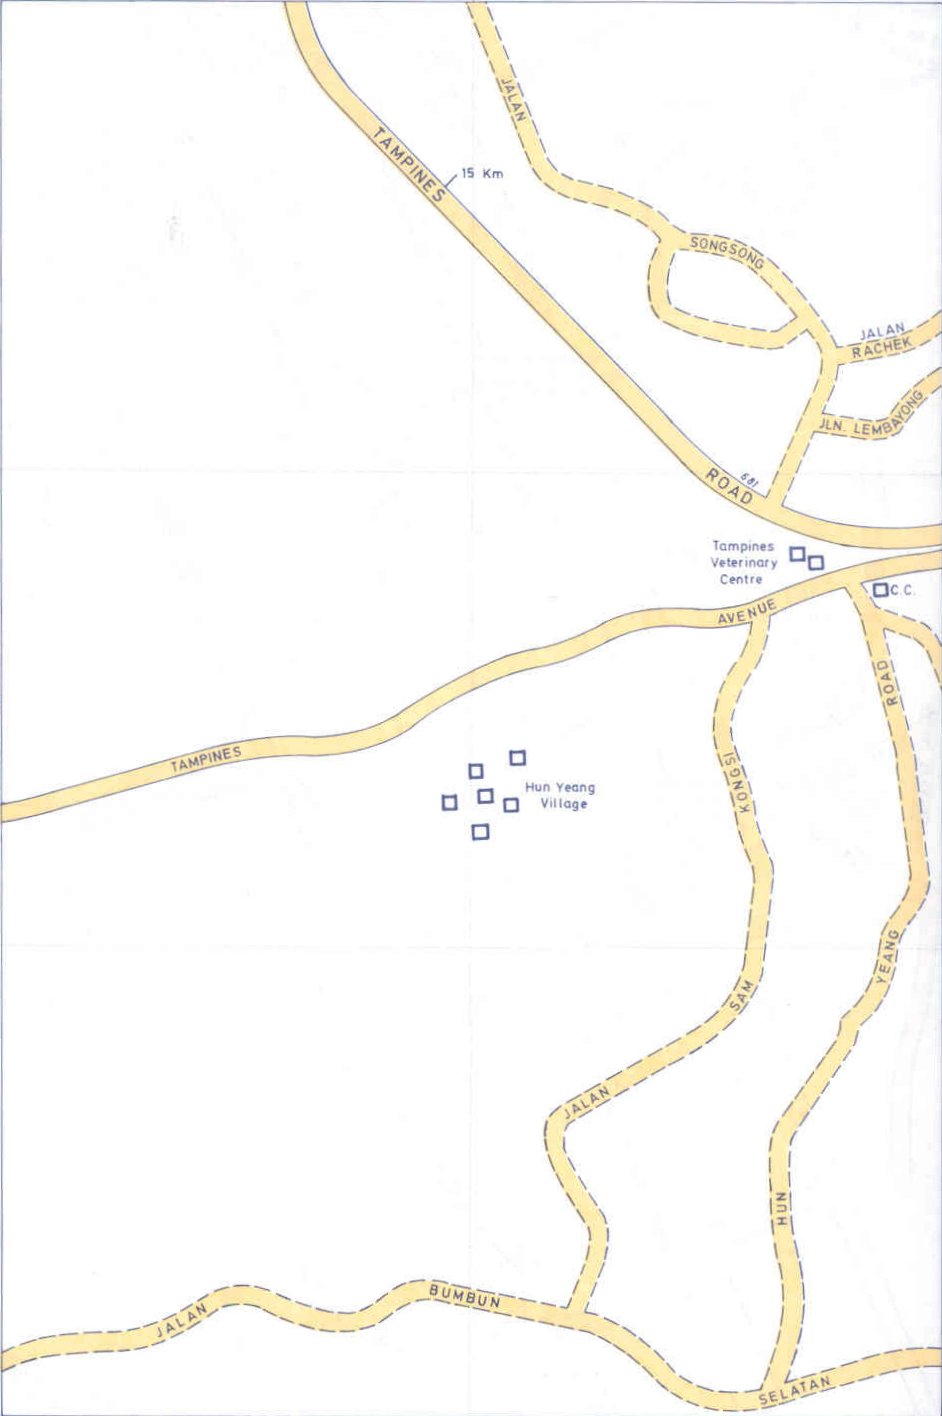 JALAN
TAMPINES
15 Km
SONGSONG
JALAN
RACHEK
JLN. LEMBAYONG
681
ROAD
Tampines
Veterinary
Centre
C.C.
AVENUE
ROAD
TAMPINES
KONGSI
Hun Yeang
Village
YEANG
SAM
JALAN
HUN
BUMBUN
JALAN
SELATAN